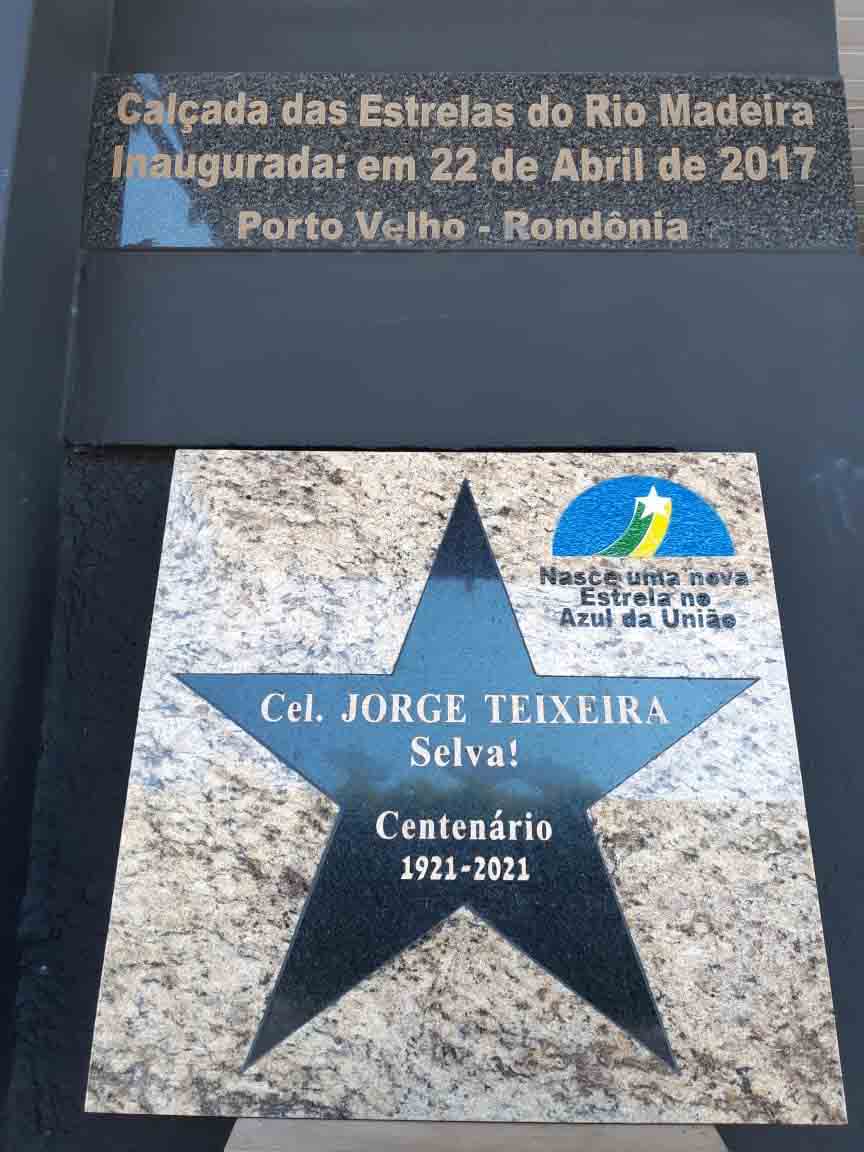 Calçada das Estrelas do Rio Madeira
Inaugurada: em 22 de Abril de 2017
Porto Velho - Rondônia
Nasce uma nova
Estrela no
Azul da União
Cel. JORGE TEIXEIRA
Selva!
Centenário
1921-2021